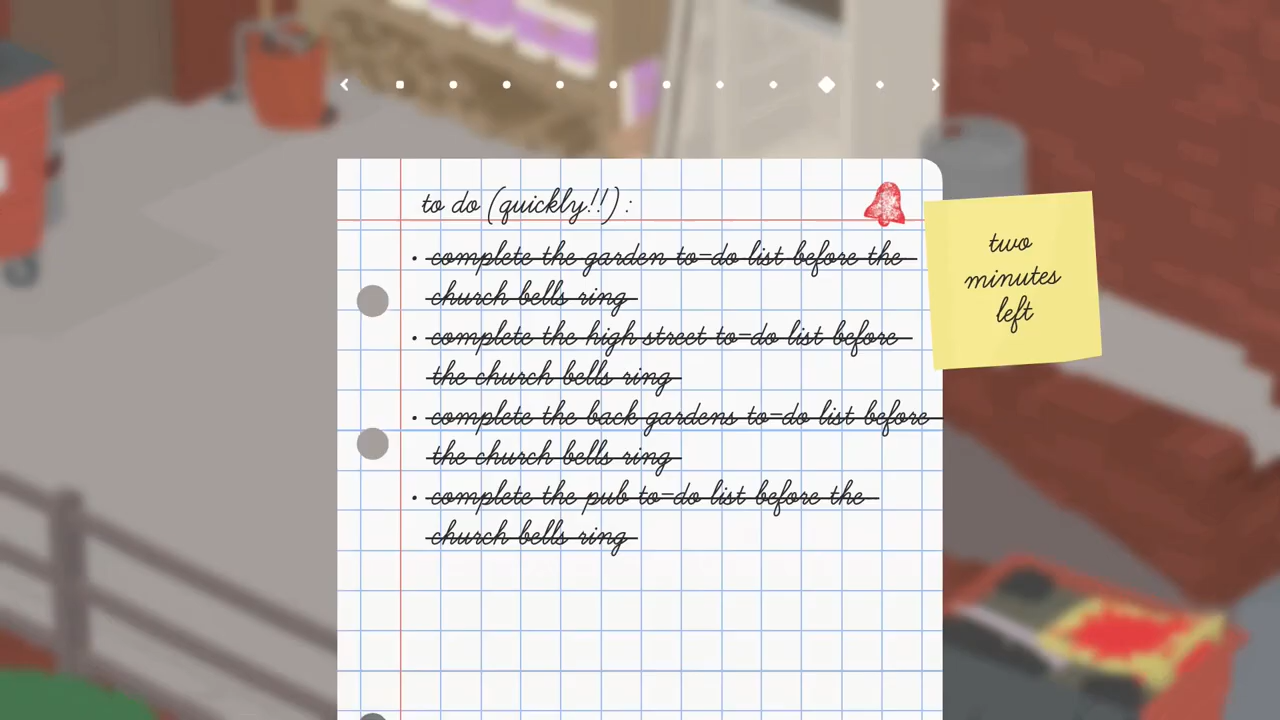 to do (quickly!!) :
• complete the garden to-do list before the
church bells ring
• complete the high street to-do list before
the church bells ring
• complete the back gardens to-do list before
the church bells ring
• complete the pub to-do list before the
church bells ring
two
minutes
left